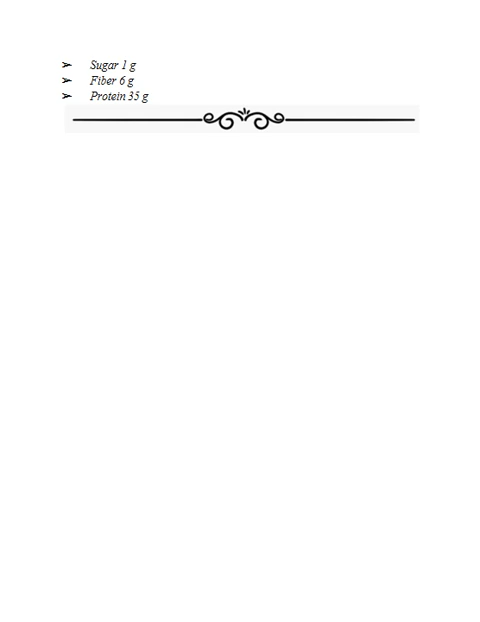 ➢ Sugar 1 g
➢ Fiber 6 g
➢ Protein 35 g